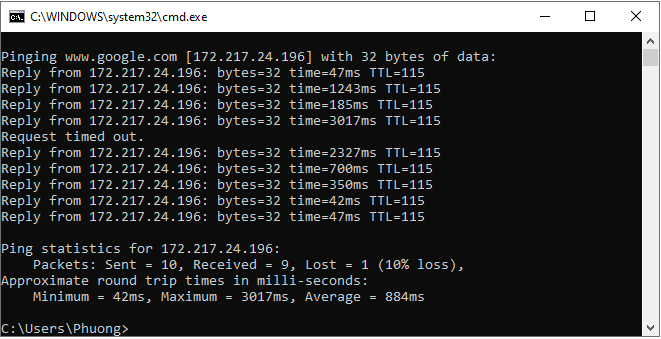 C:\WINDOWS\system32\cmd.exe
Pinging www.google.com [172.217.24.196] with 32 bytes of data:
Reply from 172.217.24.196: bytes=32 time=47ms TTL=115
Reply from 172.217.24.196: bytes=32 time=1243ms TTL=115
Reply from 172.217.24.196: bytes=32 time=185ms TTL=115
Reply from 172.217.24.196: bytes=32 time=3017ms TTL=115
Request timed out.
Reply from 172.217.24.196: bytes=32 time=2327ms TTL=115
Reply from 172.217.24.196: bytes=32 time=700ms TTL=115
Reply from 172.217.24.196: bytes=32 time=350ms TTL=115
Reply from 172.217.24.196: bytes=32 time=42ms TTL=115
Reply from 172.217.24.196: bytes=32 time=47ms TTL=115
Ping statistics for 172.217.24.196:
    Packets: Sent = 10, Received = 9, Lost = 1 (10% loss),
Approximate round trip times in milli-seconds:
    Minimum = 42ms, Maximum = 3017ms, Average = 884ms
C:\Users\Phuong>